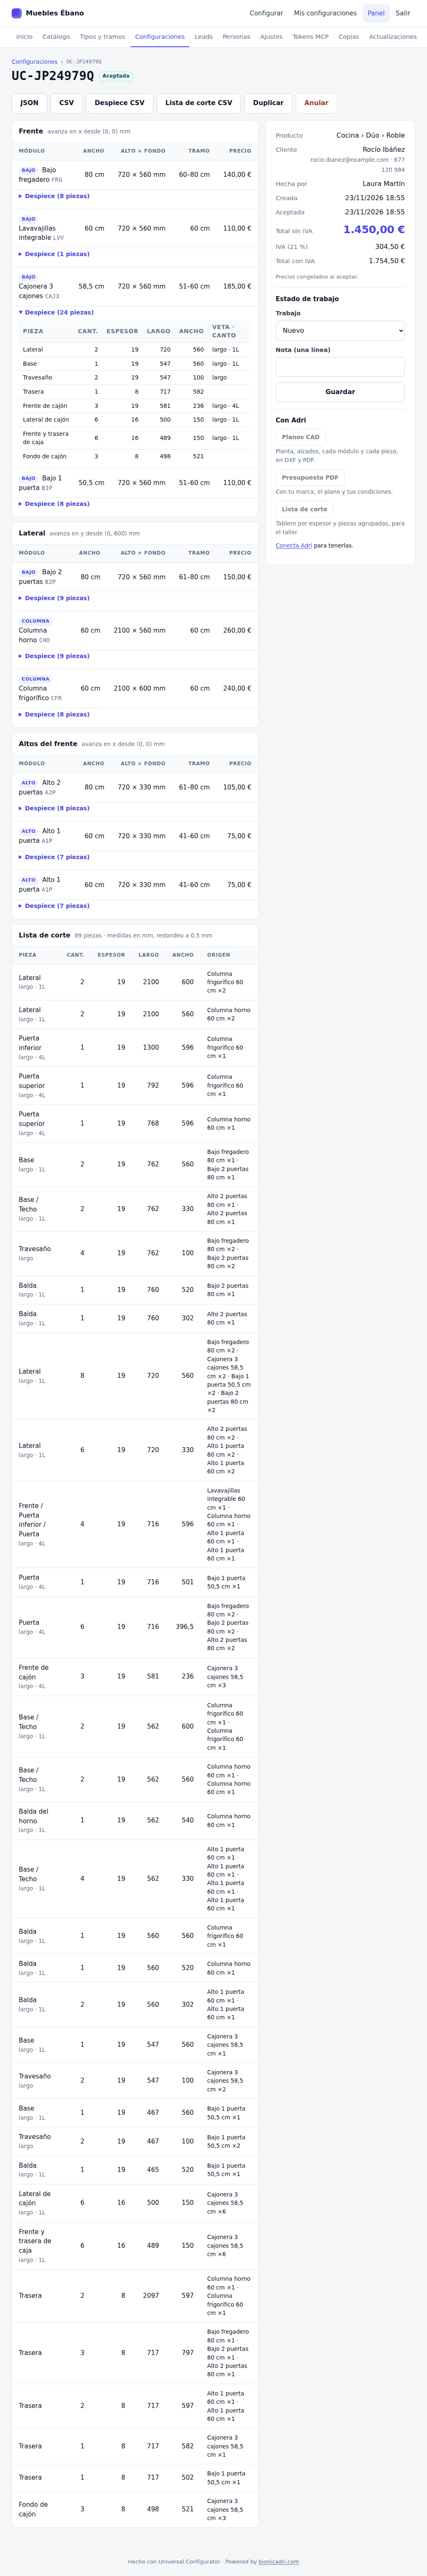 Muebles Ébano
Configurar
Mis configuraciones
Panel
Salir
Inicio
Catálogo
Tipos y tramos
Configuraciones
Leads
Personas
Ajustes
Tokens MCP
Copias
Actualizaciones
Configuraciones › UC-JP24979Q
UC-JP24979Q Aceptada
JSON
CSV
Despiece CSV
Lista de corte CSV
Duplicar
Anular
Frente avanza en x desde (0, 0) mm
MÓDULO ANCHO ALTO × FONDO TRAMO PRECIO
BAJO Bajo fregadero FRG 80 cm 720 × 560 mm 60–80 cm 140,00 €
▶ Despiece (8 piezas)
BAJO Lavavajillas integrable LVV 60 cm 720 × 560 mm 60 cm 110,00 €
▶ Despiece (1 piezas)
BAJO Cajonera 3 cajones CAJ3 58,5 cm 720 × 560 mm 51–60 cm 185,00 €
▼ Despiece (24 piezas)
PIEZA CANT. ESPESOR LARGO ANCHO VETA · CANTO
Lateral 2 19 720 560 largo · 1L
Base 1 19 547 560 largo · 1L
Travesaño 2 19 547 100 largo
Trasera 1 8 717 582
Frente de cajón 3 19 581 236 largo · 4L
Lateral de cajón 6 16 500 150 largo · 1L
Frente y trasera de caja 6 16 489 150 largo · 1L
Fondo de cajón 3 8 498 521
BAJO Bajo 1 puerta B1P 50,5 cm 720 × 560 mm 51–60 cm 110,00 €
▶ Despiece (8 piezas)
Lateral avanza en y desde (0, 600) mm
MÓDULO ANCHO ALTO × FONDO TRAMO PRECIO
BAJO Bajo 2 puertas B2P 80 cm 720 × 560 mm 61–80 cm 150,00 €
▶ Despiece (9 piezas)
COLUMNA Columna horno CHO 60 cm 2100 × 560 mm 60 cm 260,00 €
▶ Despiece (9 piezas)
COLUMNA Columna frigorífico CFR 60 cm 2100 × 600 mm 60 cm 240,00 €
▶ Despiece (8 piezas)
Altos del frente avanza en x desde (0, 0) mm
MÓDULO ANCHO ALTO × FONDO TRAMO PRECIO
ALTO Alto 2 puertas A2P 80 cm 720 × 330 mm 61–80 cm 105,00 €
▶ Despiece (8 piezas)
ALTO Alto 1 puerta A1P 60 cm 720 × 330 mm 41–60 cm 75,00 €
▶ Despiece (7 piezas)
ALTO Alto 1 puerta A1P 60 cm 720 × 330 mm 41–60 cm 75,00 €
▶ Despiece (7 piezas)
Lista de corte 89 piezas · medidas en mm, redondeo a 0,5 mm
PIEZA CANT. ESPESOR LARGO ANCHO ORIGEN
Lateral largo · 1L 2 19 2100 600 Columna frigorífico 60 cm ×2
Lateral largo · 1L 2 19 2100 560 Columna horno 60 cm ×2
Puerta inferior largo · 4L 1 19 1300 596 Columna frigorífico 60 cm ×1
Puerta superior largo · 4L 1 19 792 596 Columna frigorífico 60 cm ×1
Puerta superior largo · 4L 1 19 768 596 Columna horno 60 cm ×1
Base largo · 1L 2 19 762 560 Bajo fregadero 80 cm ×1 · Bajo 2 puertas 80 cm ×1
Base / Techo largo · 1L 2 19 762 330 Alto 2 puertas 80 cm ×1 · Alto 2 puertas 80 cm ×1
Travesaño largo 4 19 762 100 Bajo fregadero 80 cm ×2 · Bajo 2 puertas 80 cm ×2
Balda largo · 1L 1 19 760 520 Bajo 2 puertas 80 cm ×1
Balda largo · 1L 1 19 760 302 Alto 2 puertas 80 cm ×1
Lateral largo · 1L 8 19 720 560 Bajo fregadero 80 cm ×2 · Cajonera 3 cajones 58,5 cm ×2 · Bajo 1 puerta 50,5 cm ×2 · Bajo 2 puertas 80 cm ×2
Lateral largo · 1L 6 19 720 330 Alto 2 puertas 80 cm ×2 · Alto 1 puerta 60 cm ×2 · Alto 1 puerta 60 cm ×2
Frente / Puerta inferior / Puerta largo · 4L 4 19 716 596 Lavavajillas integrable 60 cm ×1 · Columna horno 60 cm ×1 · Alto 1 puerta 60 cm ×1 · Alto 1 puerta 60 cm ×1
Puerta largo · 4L 1 19 716 501 Bajo 1 puerta 50,5 cm ×1
Puerta largo · 4L 6 19 716 396,5 Bajo fregadero 80 cm ×2 · Bajo 2 puertas 80 cm ×2 · Alto 2 puertas 80 cm ×2
Frente de cajón largo · 4L 3 19 581 236 Cajonera 3 cajones 58,5 cm ×3
Base / Techo largo · 1L 2 19 562 600 Columna frigorífico 60 cm ×1 · Columna frigorífico 60 cm ×1
Base / Techo largo · 1L 2 19 562 560 Columna horno 60 cm ×1 · Columna horno 60 cm ×1
Balda del horno largo · 1L 1 19 562 540 Columna horno 60 cm ×1
Base / Techo largo · 1L 4 19 562 330 Alto 1 puerta 60 cm ×1 · Alto 1 puerta 60 cm ×1 · Alto 1 puerta 60 cm ×1 · Alto 1 puerta 60 cm ×1
Balda largo · 1L 1 19 560 560 Columna frigorífico 60 cm ×1
Balda largo · 1L 1 19 560 520 Columna horno 60 cm ×1
Balda largo · 1L 2 19 560 302 Alto 1 puerta 60 cm ×1 · Alto 1 puerta 60 cm ×1
Base largo · 1L 1 19 547 560 Cajonera 3 cajones 58,5 cm ×1
Travesaño largo 2 19 547 100 Cajonera 3 cajones 58,5 cm ×2
Base largo · 1L 1 19 467 560 Bajo 1 puerta 50,5 cm ×1
Travesaño largo 2 19 467 100 Bajo 1 puerta 50,5 cm ×2
Balda largo · 1L 1 19 465 520 Bajo 1 puerta 50,5 cm ×1
Lateral de cajón largo · 1L 6 16 500 150 Cajonera 3 cajones 58,5 cm ×6
Frente y trasera de caja largo · 1L 6 16 489 150 Cajonera 3 cajones 58,5 cm ×6
Trasera 2 8 2097 597 Columna horno 60 cm ×1 · Columna frigorífico 60 cm ×1
Trasera 3 8 717 797 Bajo fregadero 80 cm ×1 · Bajo 2 puertas 80 cm ×1 · Alto 2 puertas 80 cm ×1
Trasera 2 8 717 597 Alto 1 puerta 60 cm ×1 · Alto 1 puerta 60 cm ×1
Trasera 1 8 717 582 Cajonera 3 cajones 58,5 cm ×1
Trasera 1 8 717 502 Bajo 1 puerta 50,5 cm ×1
Fondo de cajón 3 8 498 521 Cajonera 3 cajones 58,5 cm ×3
Producto Cocina › Dúo › Roble
Cliente Rocío Ibáñez
rocio.ibanez@example.com · 677 120 984
Hecha por Laura Martín
Creada 23/11/2026 18:55
Aceptada 23/11/2026 18:55
Total sin IVA 1.450,00 €
IVA (21 %) 304,50 €
Total con IVA 1.754,50 €
Precios congelados al aceptar.
Estado de trabajo
Trabajo
Nuevo
Nota (una línea)
Guardar
Con Adri
Planos CAD
Planta, alzados, cada módulo y cada pieza, en DXF y PDF.
Presupuesto PDF
Con tu marca, el plano y tus condiciones.
Lista de corte
Tablero por espesor y piezas agrupadas, para el taller.
Conecta Adri para tenerlas.
Hecho con Universal Configurator · Powered by bionicadri.com